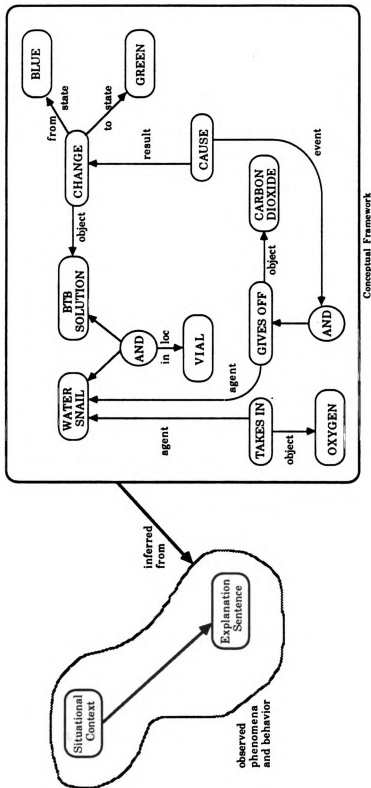 Situational
Context
Explanation
Sentence
observed
phenomena
and behavior
inferred
from
WATER
SNAIL
BTB
SOLUTION
AND
in loc
VIAL
object
CHANGE
from state
BLUE
to state
GREEN
result
CAUSE
event
agent
agent
TAKES IN
object
OXYGEN
GIVES OFF
object
CARBON
DIOXIDE
AND
Conceptual Framework